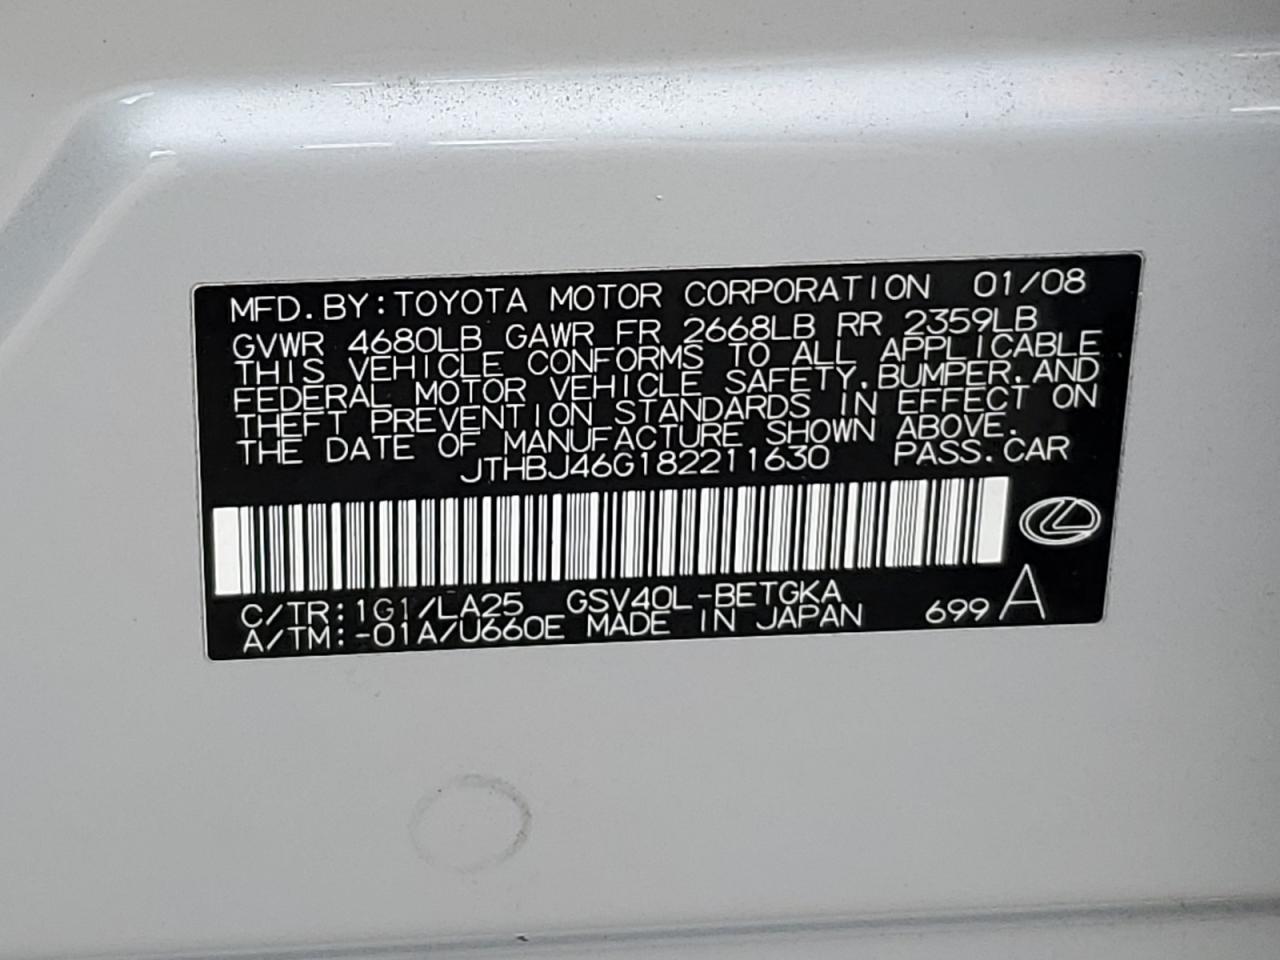 MFD.BY:TOYOTA MOTOR CORPORATION 01/08
GVWR 4680LB GAWR FR 2668LB RR 2359LB
THIS VEHICLE CONFORMS TO ALL APPLICABLE
FEDERAL MOTOR VEHICLE SAFETY,BUMPER,AND
THEFT PREVENTION STANDARDS IN EFFECT ON
THE DATE OF MANUFACTURE SHOWN ABOVE.
JTHBJ46G182211630 PASS.CAR
C/TR:1G1/LA25 GSV40L-BETGKA
A/TM:-01A/U660E MADE IN JAPAN 699 A